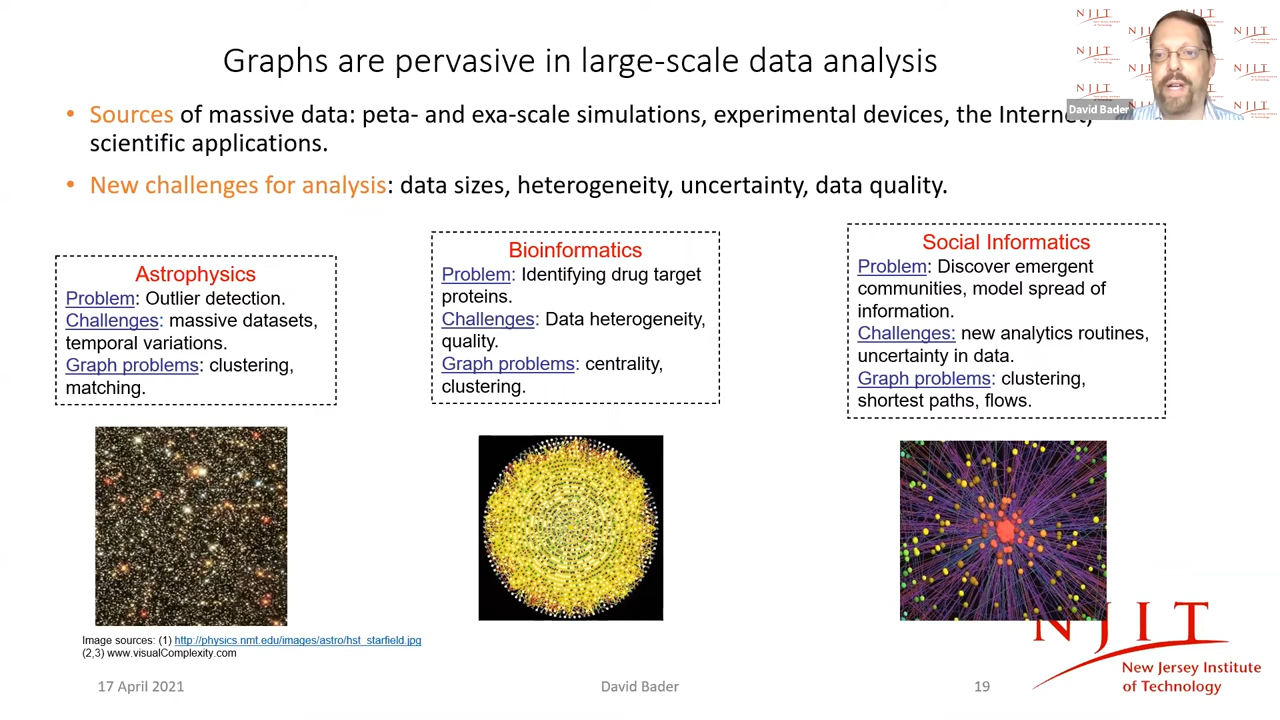 Graphs are pervasive in large-scale data analysis
• Sources of massive data: peta- and exa-scale simulations, experimental devices, the Internet,
scientific applications.
• New challenges for analysis: data sizes, heterogeneity, uncertainty, data quality.
Astrophysics
Problem: Outlier detection.
Challenges: massive datasets,
temporal variations.
Graph problems: clustering,
matching.
Bioinformatics
Problem: Identifying drug target
proteins.
Challenges: Data heterogeneity,
quality.
Graph problems: centrality,
clustering.
Social Informatics
Problem: Discover emergent
communities, model spread of
information.
Challenges: new analytics routines,
uncertainty in data.
Graph problems: clustering,
shortest paths, flows.
Image sources: (1) http://physics.nmt.edu/images/astro/hst_starfield.jpg
(2,3) www.visualComplexity.com
17 April 2021
David Bader
19
NJIT
New Jersey Institute
of Technology
David Bader
NJIT
NJIT
NJIT
NJIT